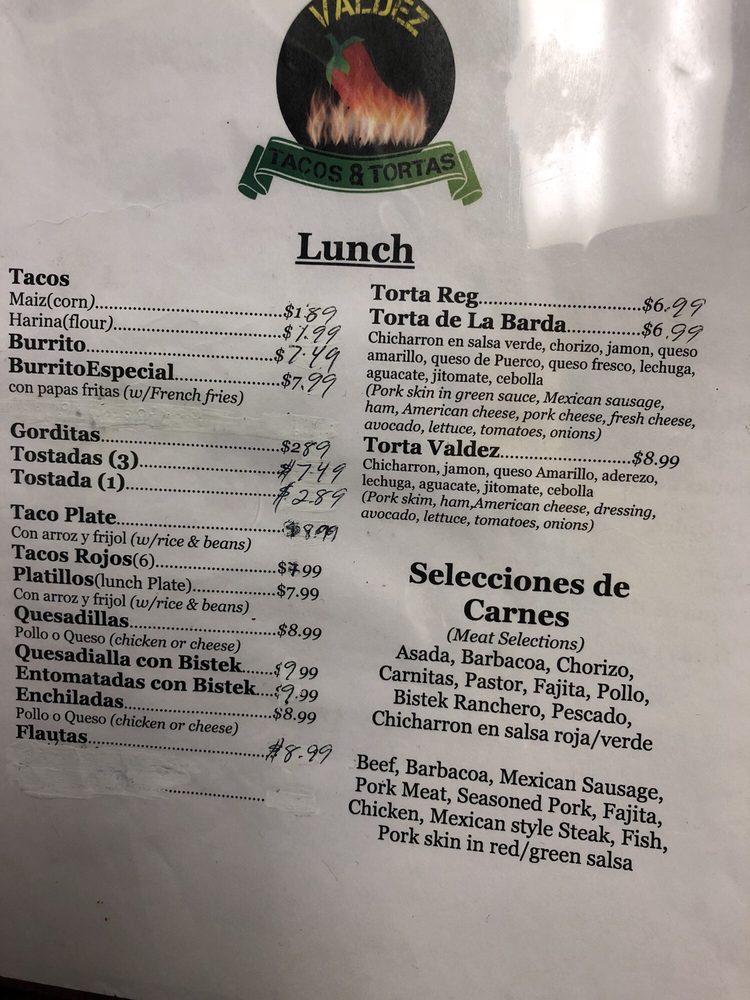 VALDEZ
TACOS & TORTAS
Lunch
Tacos
Maiz(corn)...$1.89
Harina(flour)...$1.99
Burrito...$7.49
BurritoEspecial...$7.99
con papas fritas (w/French fries)
Gorditas...$2.89
Tostadas (3)...$7.49
Tostada (1)...$2.89
Taco Plate...$8.99
Con arroz y frijol (w/rice & beans)
Tacos Rojos(6)...$7.99
Platillos(lunch Plate)...$7.99
Con arroz y frijol (w/rice & beans)
Quesadillas...$8.99
Pollo o Queso (chicken or cheese)
Quesadialla con Bistek...$9.99
Entomatadas con Bistek...$9.99
Enchiladas...$8.99
Pollo o Queso (chicken or cheese)
Flautas...$8.99
Torta Reg...$6.99
Torta de La Barda...$6.99
Chicharron en salsa verde, chorizo, jamon, queso
amarillo, queso de Puerco, queso fresco, lechuga,
aguacate, jitomate, cebolla
(Pork skin in green sauce, Mexican sausage,
ham, American cheese, pork cheese, fresh cheese,
avocado, lettuce, tomatoes, onions)
Torta Valdez...$8.99
Chicharron, jamon, queso Amarillo, aderezo,
lechuga, aguacate, jitomate, cebolla
(Pork skim, ham,American cheese, dressing,
avocado, lettuce, tomatoes, onions)
Selecciones de
Carnes
(Meat Selections)
Asada, Barbacoa, Chorizo,
Carnitas, Pastor, Fajita, Pollo,
Bistek Ranchero, Pescado,
Chicharron en salsa roja/verde
Beef, Barbacoa, Mexican Sausage,
Pork Meat, Seasoned Pork, Fajita,
Chicken, Mexican style Steak, Fish,
Pork skin in red/green salsa